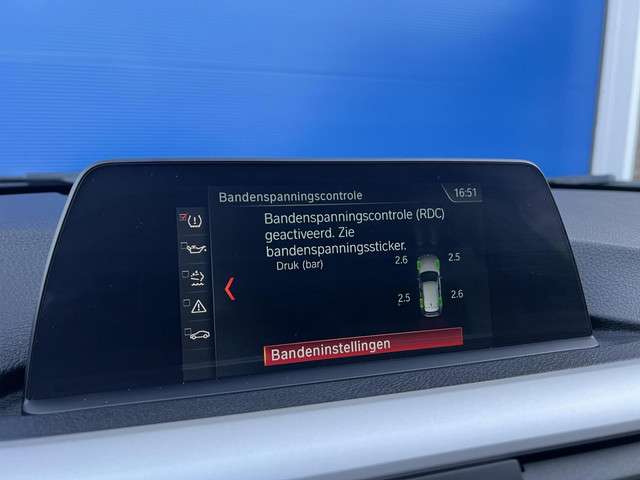 Bandenspanningscontrole 16:51
Bandenspanningscontrole (RDC)
geactiveerd. Zie
bandenspanningssticker.
Druk (bar) 2.6 2.5
2.5 2.6
Bandeninstellingen